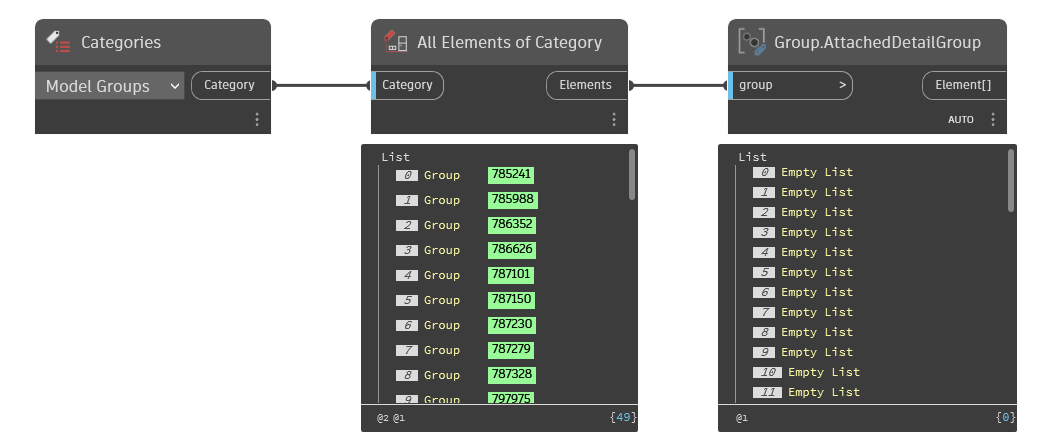 Categories
Model Groups
Category
All Elements of Category
Category
Elements
List
0 Group 785241
1 Group 785988
2 Group 786352
3 Group 786626
4 Group 787101
5 Group 787150
6 Group 787230
7 Group 787279
8 Group 787328
9 Group 797975
@2 @1
{49}
Group.AttachedDetailGroup
group >
Element[]
AUTO
List
0 Empty List
1 Empty List
2 Empty List
3 Empty List
4 Empty List
5 Empty List
6 Empty List
7 Empty List
8 Empty List
9 Empty List
10 Empty List
11 Empty List
@1
{0}